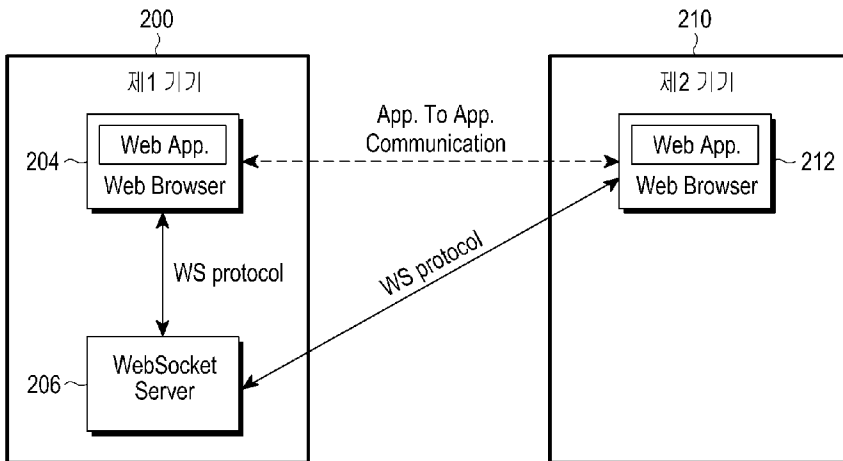 200
210
제1 기기
제2 기기
App. To App.
Communication
Web App.
Web Browser
204
Web App.
Web Browser
212
WS protocol
WS protocol
WebSocket
Server
206